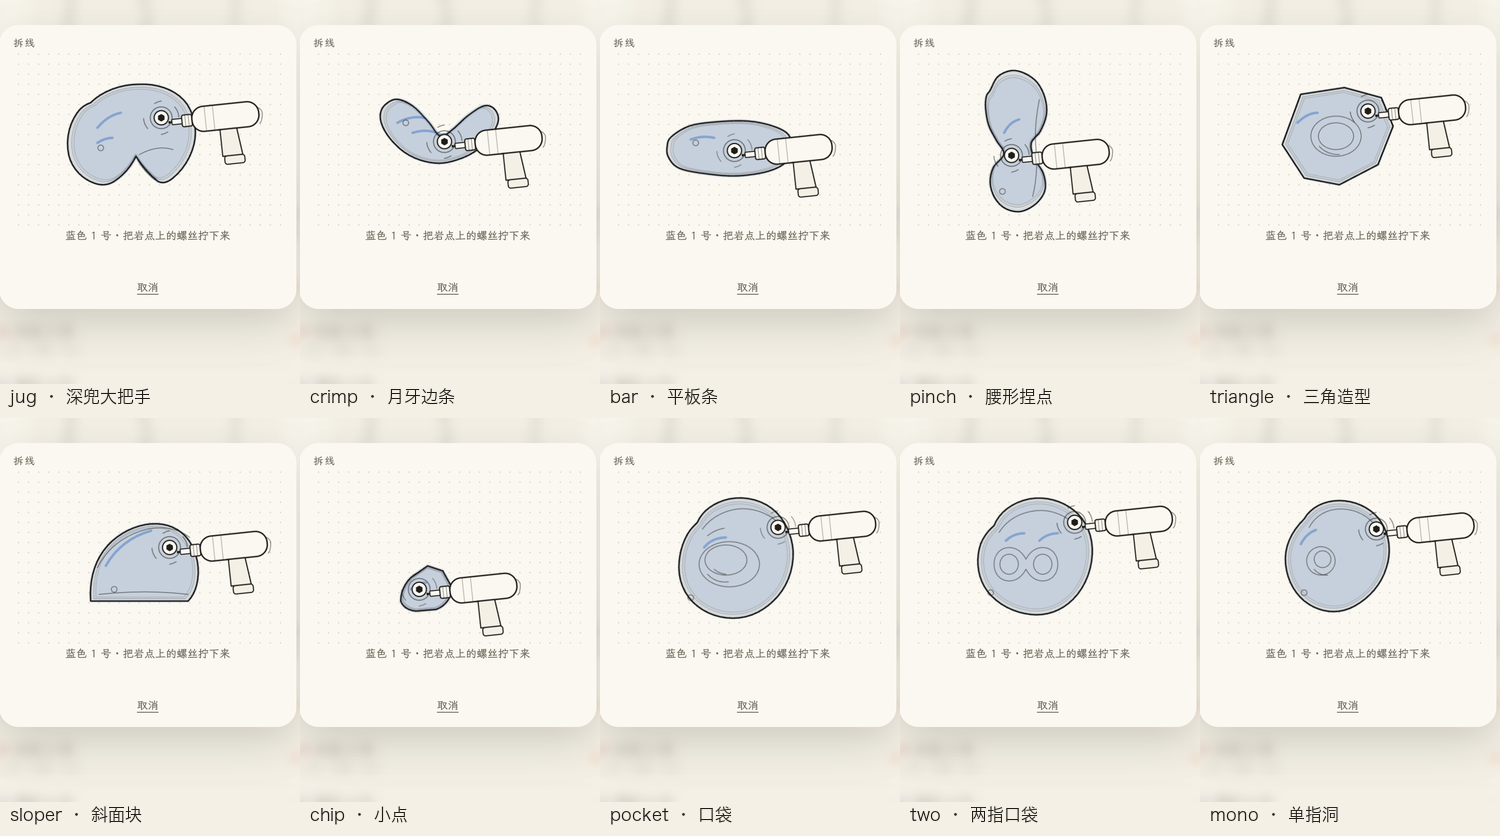 拆线
拆线
拆线
拆线
拆线
蓝色 1 号・把岩点上的螺丝拧下来
蓝色 1 号・把岩点上的螺丝拧下来
蓝色 1 号・把岩点上的螺丝拧下来
蓝色 1 号・把岩点上的螺丝拧下来
蓝色 1 号・把岩点上的螺丝拧下来
取消
取消
取消
取消
取消
jug · 深兜大把手
crimp · 月牙边条
bar · 平板条
pinch · 腰形捏点
triangle · 三角造型
拆线
拆线
拆线
拆线
拆线
蓝色 1 号・把岩点上的螺丝拧下来
蓝色 1 号・把岩点上的螺丝拧下来
蓝色 1 号・把岩点上的螺丝拧下来
蓝色 1 号・把岩点上的螺丝拧下来
蓝色 1 号・把岩点上的螺丝拧下来
取消
取消
取消
取消
取消
sloper · 斜面块
chip · 小点
pocket · 口袋
two · 两指口袋
mono · 单指洞